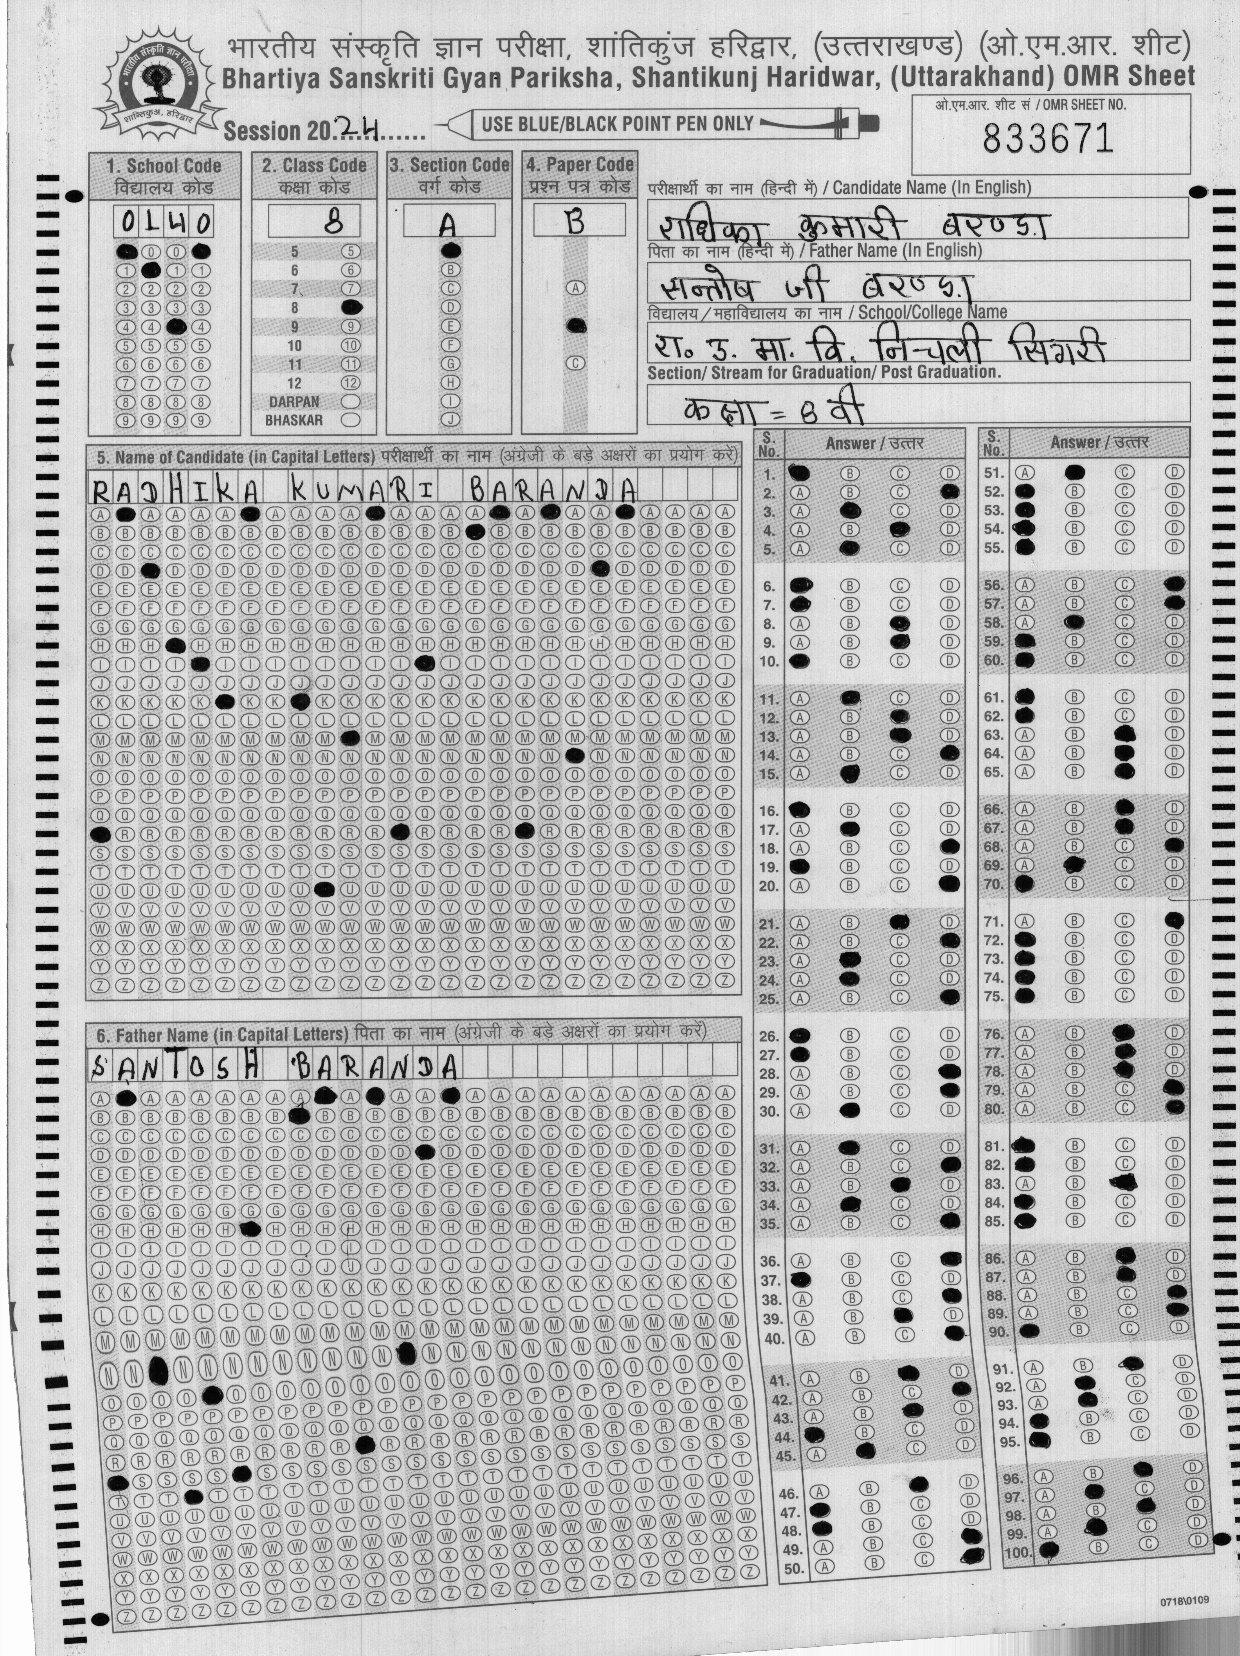 भारतीय संस्कृति ज्ञान परीक्षा, शांतिकुंज हरिद्वार, (उत्तराखण्ड) (ओ.एम.आर. शीट)
Bhartiya Sanskriti Gyan Pariksha, Shantikunj Haridwar, (Uttarakhand) OMR Sheet
Session 20 24
USE BLUE/BLACK POINT PEN ONLY
ओ.एम.आर. शीट सं / OMR SHEET NO.
833671
1. School Code
विद्यालय कोड
0140
2. Class Code
कक्षा कोड
8
5
6
7
8
9
10
11
12
DARPAN
BHASKAR
3. Section Code
वर्ग कोड
A
4. Paper Code
प्रश्न पत्र कोड
B
परीक्षार्थी का नाम (हिन्दी में) / Candidate Name (In English)
राधिका कुमारी बरण्डा
पिता का नाम (हिन्दी में) / Father Name (In English)
सन्तोष जी बरण्डा
विद्यालय/महाविद्यालय का नाम / School/College Name
रा. उ. मा. वि. निचली सिगरी
Section/ Stream for Graduation/ Post Graduation.
कक्षा = 8 वी
5. Name of Candidate (in Capital Letters) परीक्षार्थी का नाम (अंग्रेजी के बड़े अक्षरों का प्रयोग करें)
RADHIKA KUMARI BARANDA
6. Father Name (in Capital Letters) पिता का नाम (अंग्रेजी के बड़े अक्षरों का प्रयोग करें)
SANTOSH BARANDA
S. No.
Answer / उत्तर
S. No.
Answer / उत्तर
0718\0109